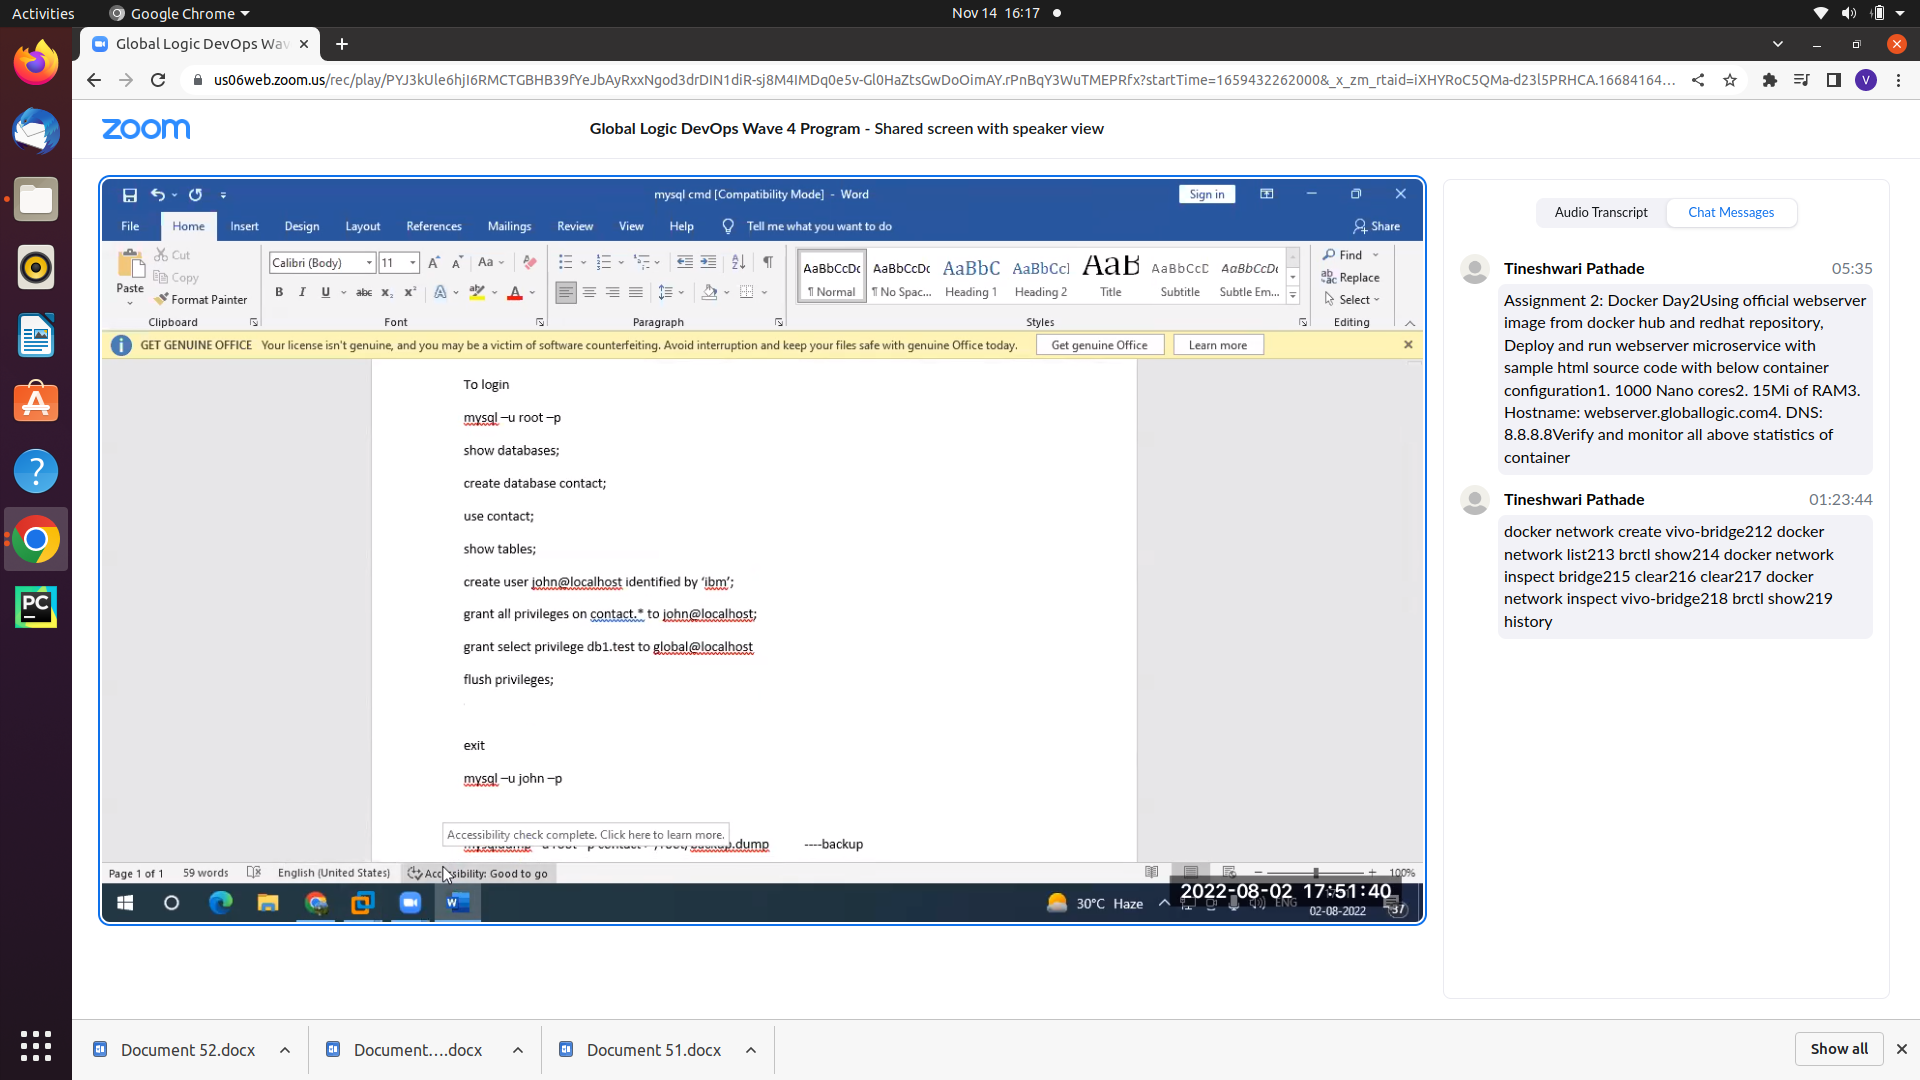 Activities
Google Chrome
Nov 14 16:17
Global Logic DevOps Wav
us06web.zoom.us/rec/play/PYJ3kUle6hjI6RMCTGBHB39fYeJbAyRxxNgod3drDIN1diR-sj8M4IMDq0e5v-Gl0HaZtsGwDoOimAY.rPnBqY3WuTMEPRfx?startTime=1659432262000&_x_zm_rtaid=iXHYRoC5QMa-d23l5PRHCA.16684164...
V
zoom
Global Logic DevOps Wave 4 Program - Shared screen with speaker view
mysql cmd [Compatibility Mode] - Word
Sign in
File Home Insert Design Layout References Mailings Review View Help Tell me what you want to do
Share
Paste
Cut
Copy
Format Painter
Clipboard
Calibri (Body) 11
Font
Paragraph
AaBbCcDc AaBbCcDc AaBbC AaBbCcl AaB AaBbCcD AaBbCcDc
¶ Normal ¶ No Spac... Heading 1 Heading 2 Title Subtitle Subtle Em...
Styles
Find
Replace
Select
Editing
GET GENUINE OFFICE Your license isn't genuine, and you may be a victim of software counterfeiting. Avoid interruption and keep your files safe with genuine Office today.
Get genuine Office
Learn more
To login
mysql –u root –p
show databases;
create database contact;
use contact;
show tables;
create user john@localhost identified by ‘ibm’;
grant all privileges on contact.* to john@localhost;
grant select privilege db1.test to global@localhost
flush privileges;
exit
mysql –u john –p
Accessibility check complete. Click here to learn more.
mysqldump –u root –p contact > /root/backup.dump ----backup
Page 1 of 1 59 words English (United States) Accessibility: Good to go
100%
30°C Haze
ENG
2022-08-02 17:51:40
02-08-2022
37
Audio Transcript
Chat Messages
Tineshwari Pathade 05:35
Assignment 2: Docker Day2Using official webserver
image from docker hub and redhat repository,
Deploy and run webserver microservice with
sample html source code with below container
configuration1. 1000 Nano cores2. 15Mi of RAM3.
Hostname: webserver.globallogic.com4. DNS:
8.8.8.8Verify and monitor all above statistics of
container
Tineshwari Pathade 01:23:44
docker network create vivo-bridge212 docker
network list213 brctl show214 docker network
inspect bridge215 clear216 clear217 docker
network inspect vivo-bridge218 brctl show219
history
Document 52.docx
Document....docx
Document 51.docx
Show all